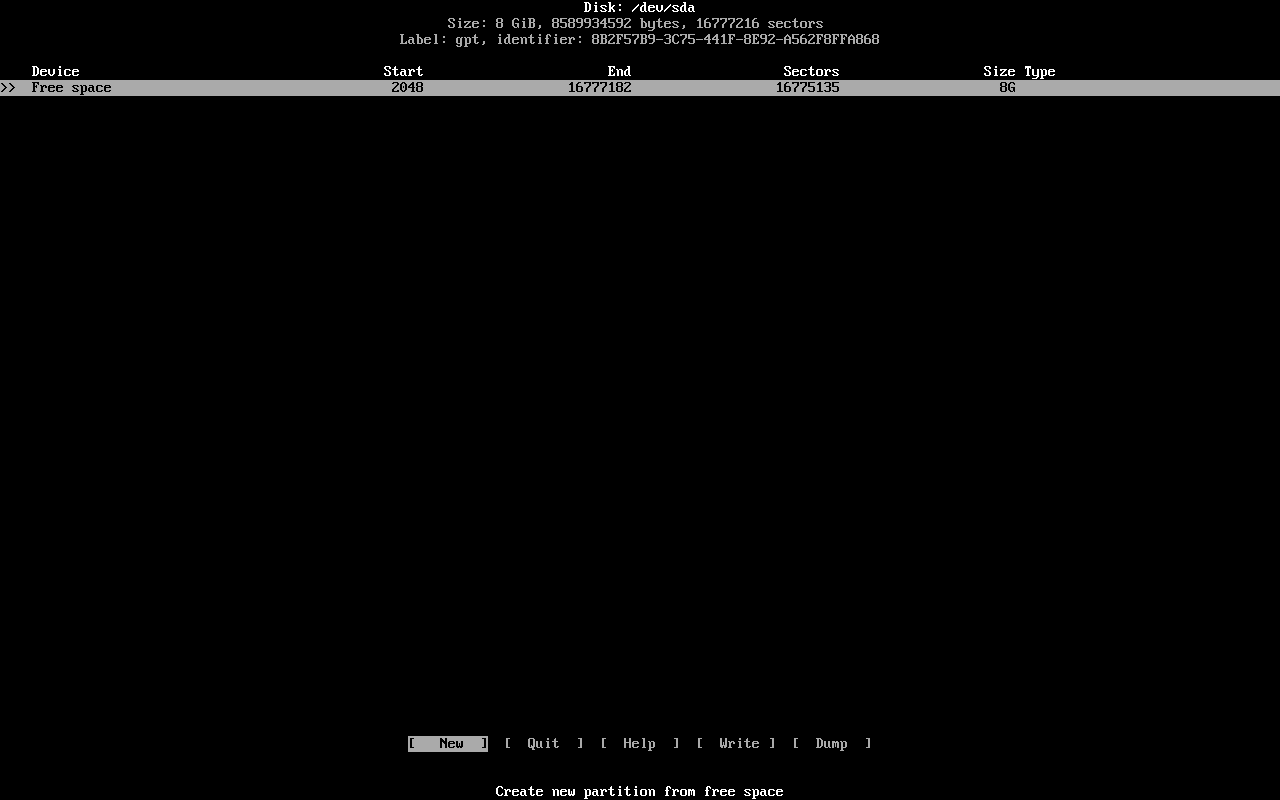 Disk: /dev/sda
Size: 8 GiB, 8589934592 bytes, 16777216 sectors
Label: gpt, identifier: 8B2F57B9-3C75-441F-8E92-A562F8FFA868
Device Start End Sectors Size Type
>> Free space 2048 16777182 16775135 8G
[ New ] [ Quit ] [ Help ] [ Write ] [ Dump ]
Create new partition from free space